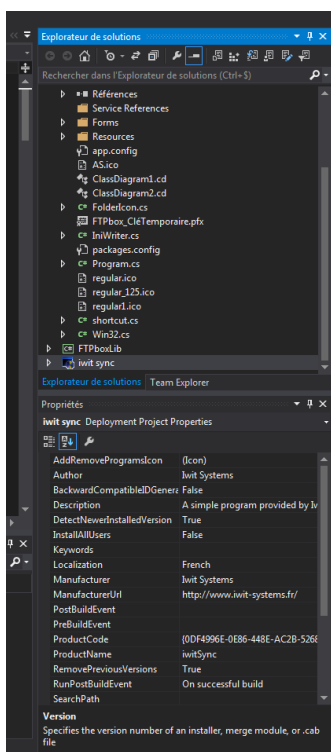 Explorateur de solutions
Rechercher dans l'Explorateur de solutions (Ctrl+$)
Références
Service References
Forms
Resources
app.config
AS.ico
ClassDiagram1.cd
ClassDiagram2.cd
FolderIcon.cs
FTPbox_CléTemporaire.pfx
IniWriter.cs
packages.config
Program.cs
regular.ico
regular_125.ico
regular1.ico
shortcut.cs
Win32.cs
FTPboxLib
iwit sync
Explorateur de solutions Team Explorer
Propriétés
iwit sync Deployment Project Properties
AddRemoveProgramsIcon (Icon)
Author Iwit Systems
BackwardCompatibleIDGenera False
Description A simple program provided by Iw
DetectNewerInstalledVersion True
InstallAllUsers False
Keywords
Localization French
Manufacturer Iwit Systems
ManufacturerUrl http://www.iwit-systems.fr/
PostBuildEvent
PreBuildEvent
ProductCode {0DF4996E-0E86-448E-AC2B-5268
ProductName iwitSync
RemovePreviousVersions True
RunPostBuildEvent On successful build
SearchPath
Version
Specifies the version number of an installer, merge module, or .cab
file